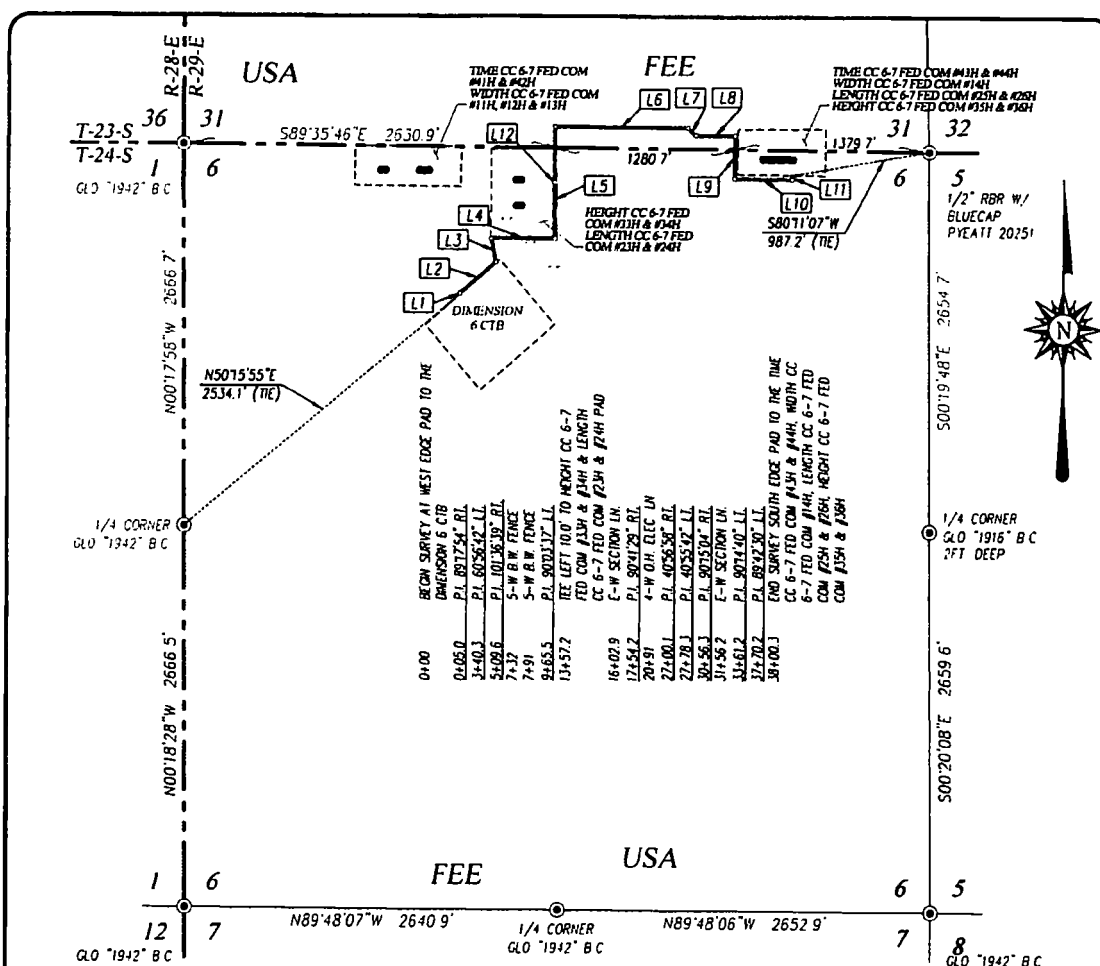 R-28-E
R-29-E
USA
FEE
TIME CC 6-7 FED COM
#41H & #42H
WIDTH CC 6-7 FED COM
#11H, #12H & #13H
TIME CC 6-7 FED COM #43H & #44H
WIDTH CC 6-7 FED COM #14H
LENGTH CC 6-7 FED COM #25H & #26H
HEIGHT CC 6-7 FED COM #35H & #36H
L6
L7
L8
36
31
T-23-S
T-24-S
S89°35'46"E 2630.9'
L12
1280.7'
1379.7'
31
32
1
6
6
5
GLO "1942" B C
L5
L9
L10
L11
1/2" RBR W/
BLUECAP
PYEATT 20251
S80°11'07"W
987.2' (TIE)
L4
L3
L2
L1
HEIGHT CC 6-7 FED
COM #33H & #34H
LENGTH CC 6-7 FED
COM #23H & #24H
DIMENSION
6 CTB
N
N00°17'58"W 2666 7'
S00°19'48"E 2654 7'
N50°15'55"E
2534.1' (TIE)
1/4 CORNER
GLO "1942" B C
1/4 CORNER
GLO "1916" B C
2FT DEEP
0+00 BEGIN SURVEY AT WEST EDGE PAD TO THE
DIMENSION 6 CTB
0+05.0 P.I. 89°17'54" RT.
3+40.3 P.I. 60°56'42" LT.
5+09.6 P.I. 101°36'39" RT.
7+32 5-W B.W. FENCE
7+91 5-W B.W. FENCE
9+65.5 P.I. 90°03'37" LT.
13+57.2 TEE LEFT 10.0' TO HEIGHT CC 6-7
FED COM #33H & #34H & LENGTH
CC 6-7 FED COM #23H & #24H PAD
16+02.9 E-W SECTION LN.
17+54.2 P.I. 90°41'29" RT.
20+91 4-W O.H. ELEC LN
27+00.1 P.I. 40°56'58" RT.
27+78.3 P.I. 40°55'42" LT.
30+56.3 P.I. 90°35'04" RT.
31+56.2 E-W SECTION LN.
33+61.2 P.I. 90°14'40" LT.
37+70.2 P.I. 89°42'30" LT.
38+00.3 END SURVEY SOUTH EDGE PAD TO THE TIME
CC 6-7 FED COM #43H & #44H, WIDTH CC
6-7 FED COM #14H, LENGTH CC 6-7 FED
COM #25H & #26H, HEIGHT CC 6-7 FED
COM #35H & #36H
N00°18'28"W 2666 5'
S00°20'08"E 2659 6'
FEE
USA
1
6
6
5
N89°48'07"W 2640 9'
N89°48'06"W 2652 9'
12
7
1/4 CORNER
GLO "1942" B C
7
8
GLO "1942" B C
GLO "1942" B C